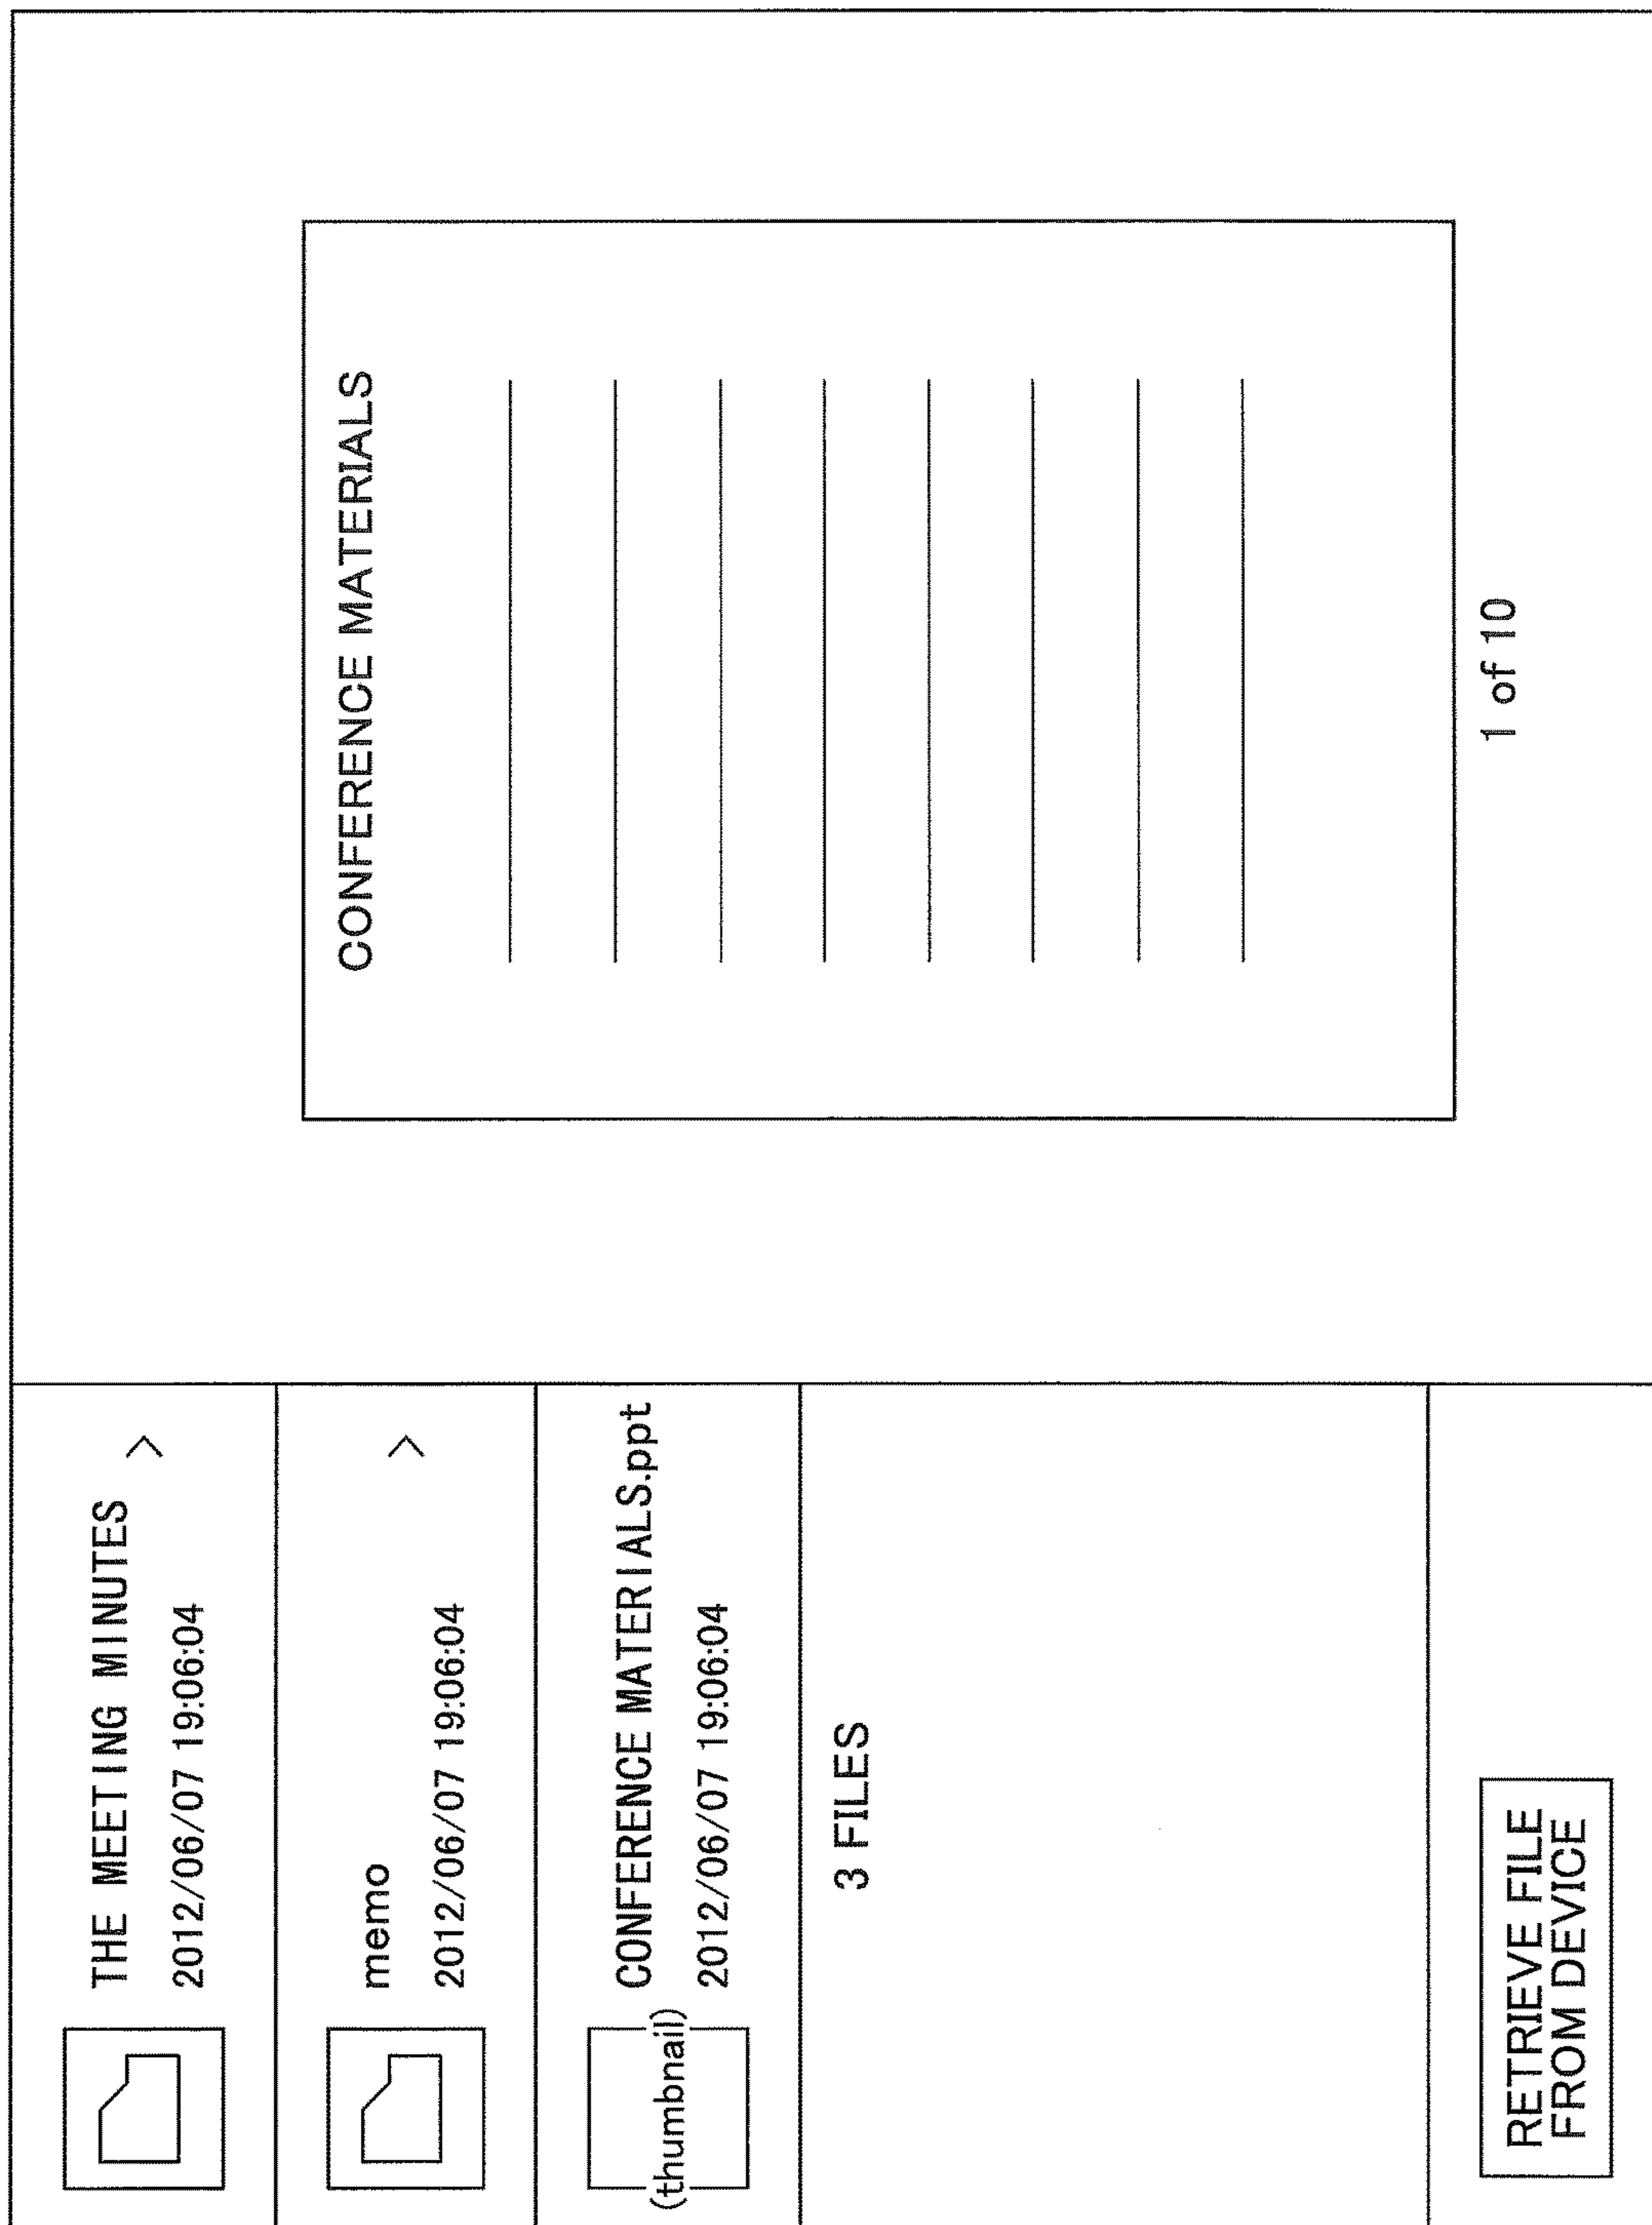 THE MEETING MINUTES
2012/06/07 19:06:04
>
memo
2012/06/07 19:06:04
>
(thumbnail)
CONFERENCE MATERIALS.ppt
2012/06/07 19:06:04
3 FILES
RETRIEVE FILE
FROM DEVICE
CONFERENCE MATERIALS
1 of 10